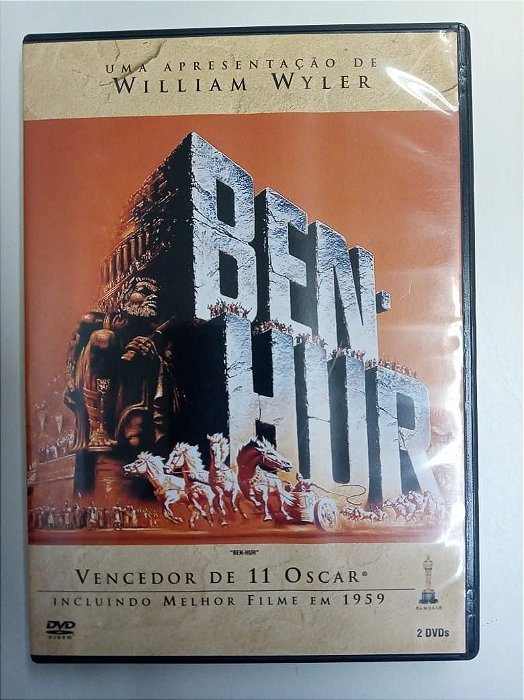 UMA APRESENTAÇÃO DE
WILLIAM WYLER
BEN-
HUR
"BEN-HUR"
VENCEDOR DE 11 OSCAR®
INCLUINDO MELHOR FILME EM 1959
DVD
VIDEO
2 DVDs